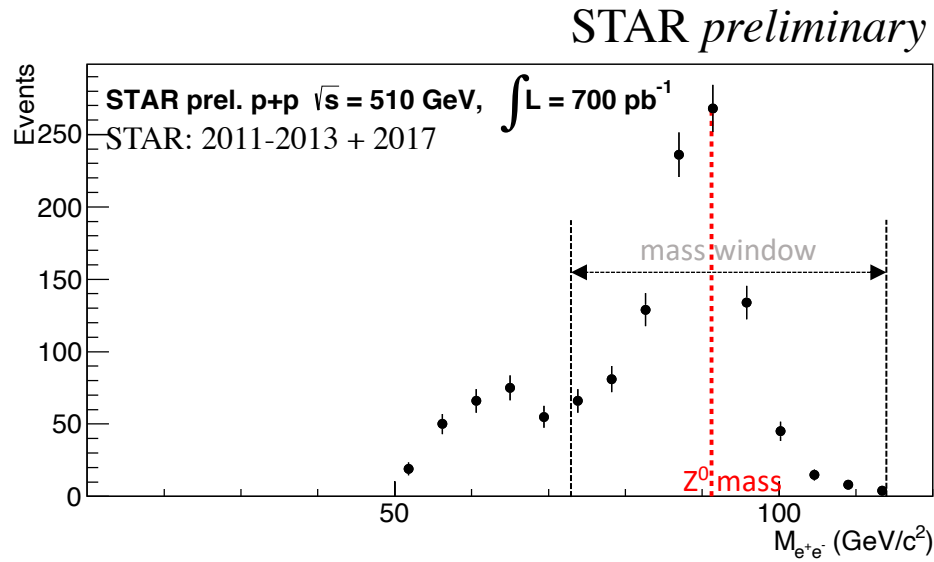 STAR preliminary
STAR prel. p+p √s = 510 GeV, ∫L = 700 pb⁻¹
STAR: 2011-2013 + 2017
Events
250
200
150
100
50
0
mass window
Z⁰ mass
50
100
M_{e⁺e⁻} (GeV/c²)